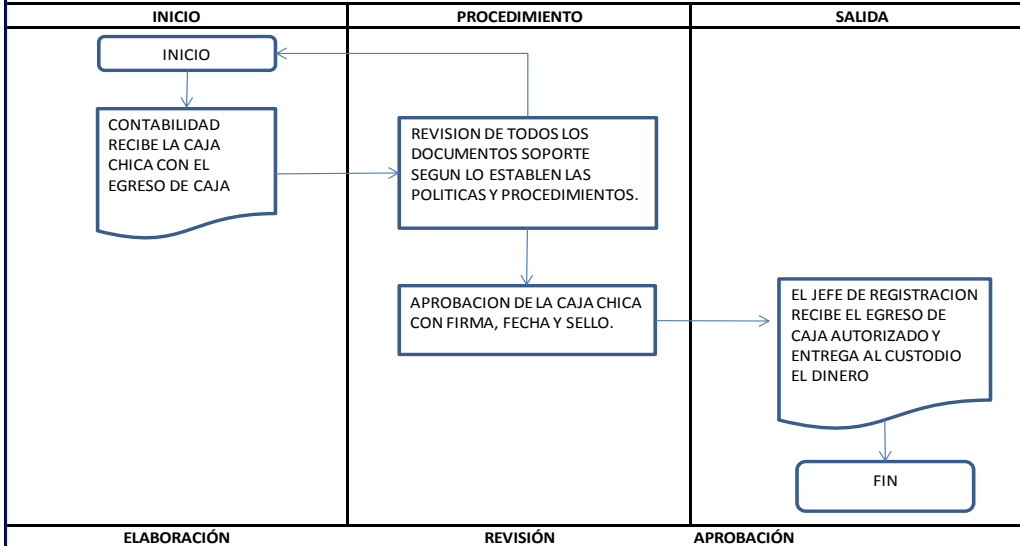 INICIO
PROCEDIMIENTO
SALIDA
INICIO
CONTABILIDAD
RECIBE LA CAJA
CHICA CON EL
EGRESO DE CAJA
REVISION DE TODOS LOS
DOCUMENTOS SOPORTE
SEGUN LO ESTABLEN LAS
POLITICAS Y PROCEDIMIENTOS.
APROBACION DE LA CAJA CHICA
CON FIRMA, FECHA Y SELLO.
EL JEFE DE REGISTRACION
RECIBE EL EGRESO DE
CAJA AUTORIZADO Y
ENTREGA AL CUSTODIO
EL DINERO
FIN
ELABORACIÓN
REVISIÓN
APROBACIÓN